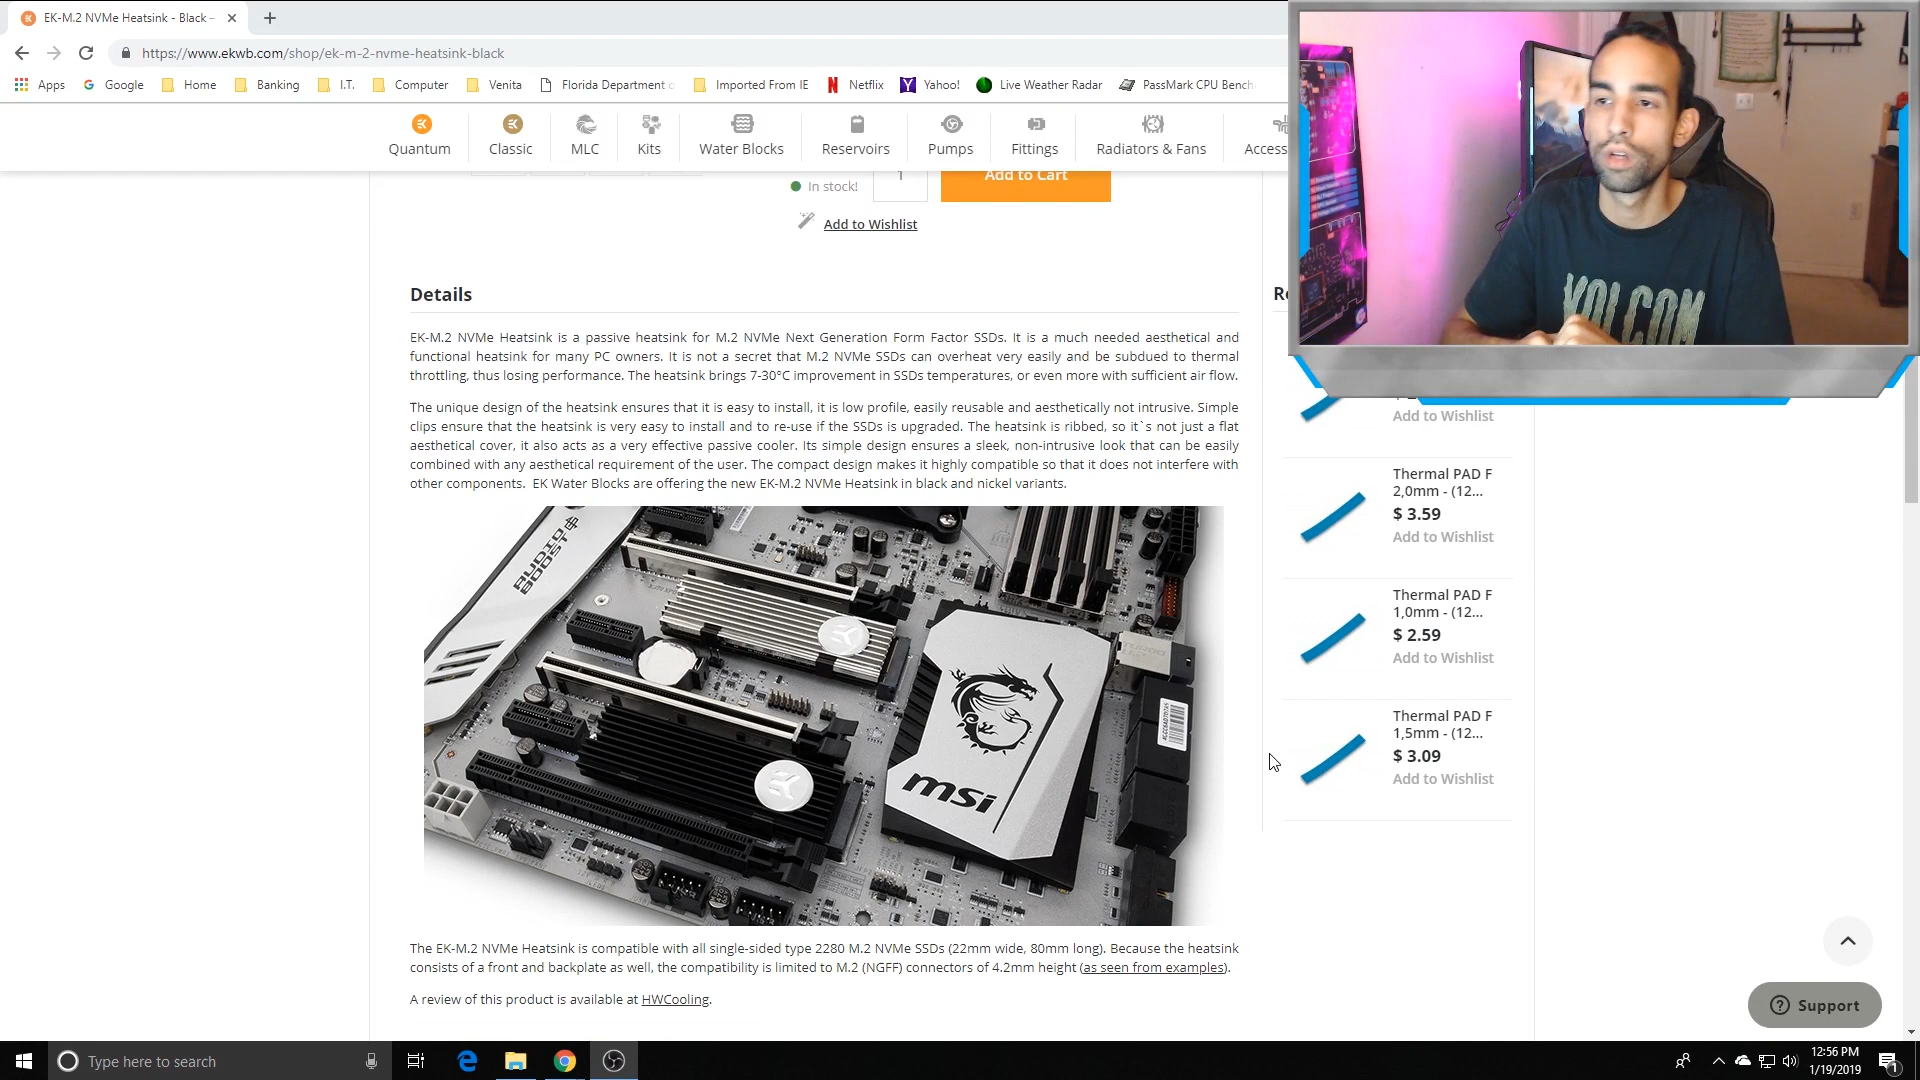 EK-M.2 NVMe Heatsink - Black –
https://www.ekwb.com/shop/ek-m-2-nvme-heatsink-black
Apps Google Home Banking I.T. Computer Venita Florida Department o Imported From IE Netflix Yahoo! Live Weather Radar PassMark CPU Bench
Quantum Classic MLC Kits Water Blocks Reservoirs Pumps Fittings Radiators & Fans Access
In stock! 1 Add to Cart
Add to Wishlist
VOLCOM
Details
Re
EK-M.2 NVMe Heatsink is a passive heatsink for M.2 NVMe Next Generation Form Factor SSDs. It is a much needed aesthetical and
functional heatsink for many PC owners. It is not a secret that M.2 NVMe SSDs can overheat very easily and be subdued to thermal
throttling, thus losing performance. The heatsink brings 7-30°C improvement in SSDs temperatures, or even more with sufficient air flow.
The unique design of the heatsink ensures that it is easy to install, it is low profile, easily reusable and aesthetically not intrusive. Simple
clips ensure that the heatsink is very easy to install and to re-use if the SSDs is upgraded. The heatsink is ribbed, so it`s not just a flat
aesthetical cover, it also acts as a very effective passive cooler. Its simple design ensures a sleek, non-intrusive look that can be easily
combined with any aesthetical requirement of the user. The compact design makes it highly compatible so that it does not interfere with
other components. EK Water Blocks are offering the new EK-M.2 NVMe Heatsink in black and nickel variants.
AUDIO
BOOST
msi
The EK-M.2 NVMe Heatsink is compatible with all single-sided type 2280 M.2 NVMe SSDs (22mm wide, 80mm long). Because the heatsink
consists of a front and backplate as well, the compatibility is limited to M.2 (NGFF) connectors of 4.2mm height (as seen from examples).
A review of this product is available at HWCooling.
Add to Wishlist
Thermal PAD F
2,0mm - (12...
$ 3.59
Add to Wishlist
Thermal PAD F
1,0mm - (12...
$ 2.59
Add to Wishlist
Thermal PAD F
1,5mm - (12...
$ 3.09
Add to Wishlist
Support
Type here to search
12:56 PM
1/19/2019
1